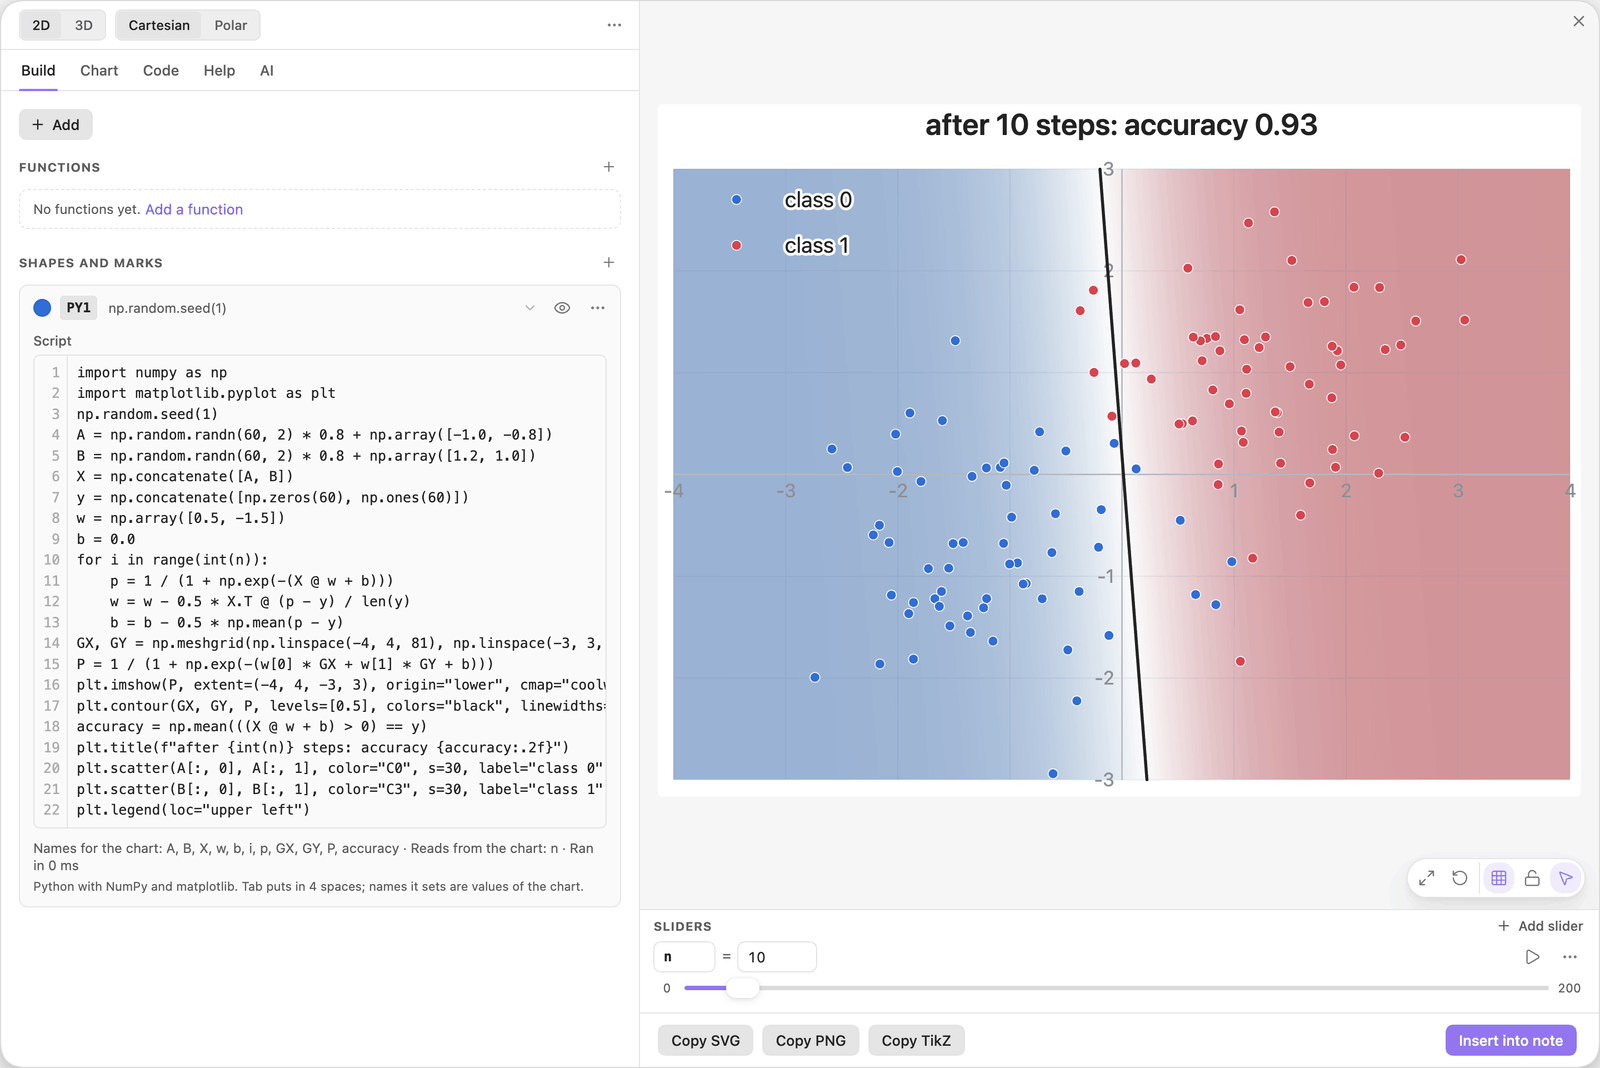 2D 3D Cartesian Polar
Build Chart Code Help AI
+ Add
FUNCTIONS
No functions yet. Add a function
SHAPES AND MARKS
PY1 np.random.seed(1)
Script
1 import numpy as np
2 import matplotlib.pyplot as plt
3 np.random.seed(1)
4 A = np.random.randn(60, 2) * 0.8 + np.array([-1.0, -0.8])
5 B = np.random.randn(60, 2) * 0.8 + np.array([1.2, 1.0])
6 X = np.concatenate([A, B])
7 y = np.concatenate([np.zeros(60), np.ones(60)])
8 w = np.array([0.5, -1.5])
9 b = 0.0
10 for i in range(int(n)):
11     p = 1 / (1 + np.exp(-(X @ w + b)))
12     w = w - 0.5 * X.T @ (p - y) / len(y)
13     b = b - 0.5 * np.mean(p - y)
14 GX, GY = np.meshgrid(np.linspace(-4, 4, 81), np.linspace(-3, 3,
15 P = 1 / (1 + np.exp(-(w[0] * GX + w[1] * GY + b)))
16 plt.imshow(P, extent=(-4, 4, -3, 3), origin="lower", cmap="cool
17 plt.contour(GX, GY, P, levels=[0.5], colors="black", linewidths=
18 accuracy = np.mean(((X @ w + b) > 0) == y)
19 plt.title(f"after {int(n)} steps: accuracy {accuracy:.2f}")
20 plt.scatter(A[:, 0], A[:, 1], color="C0", s=30, label="class 0"
21 plt.scatter(B[:, 0], B[:, 1], color="C3", s=30, label="class 1"
22 plt.legend(loc="upper left")
Names for the chart: A, B, X, w, b, i, p, GX, GY, P, accuracy · Reads from the chart: n · Ran
in 0 ms
Python with NumPy and matplotlib. Tab puts in 4 spaces; names it sets are values of the chart.
after 10 steps: accuracy 0.93
3
class 0
class 1
2
-4 -3 -2 1 2 3 4
-1
-2
-3
SLIDERS
+ Add slider
n = 10
0 200
Copy SVG Copy PNG Copy TikZ
Insert into note